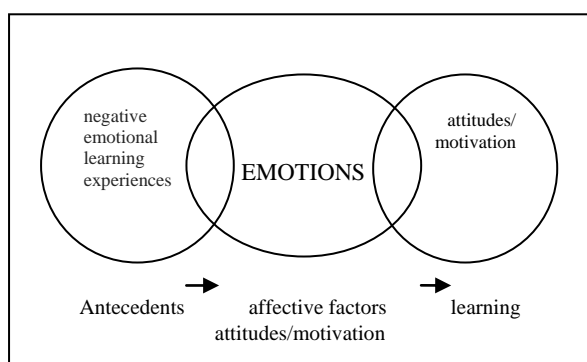 negative
emotional
learning
experiences
EMOTIONS
attitudes/
motivation
Antecedents
affective factors
learning
attitudes/motivation